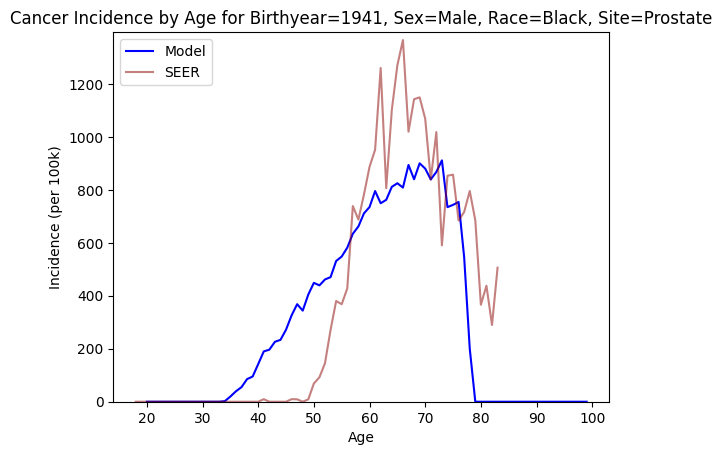 Cancer Incidence by Age for Birthyear=1941, Sex=Male, Race=Black, Site=Prostate
Model
SEER
Incidence (per 100k)
1200
1000
800
600
400
200
0
20 30 40 50 60 70 80 90 100
Age